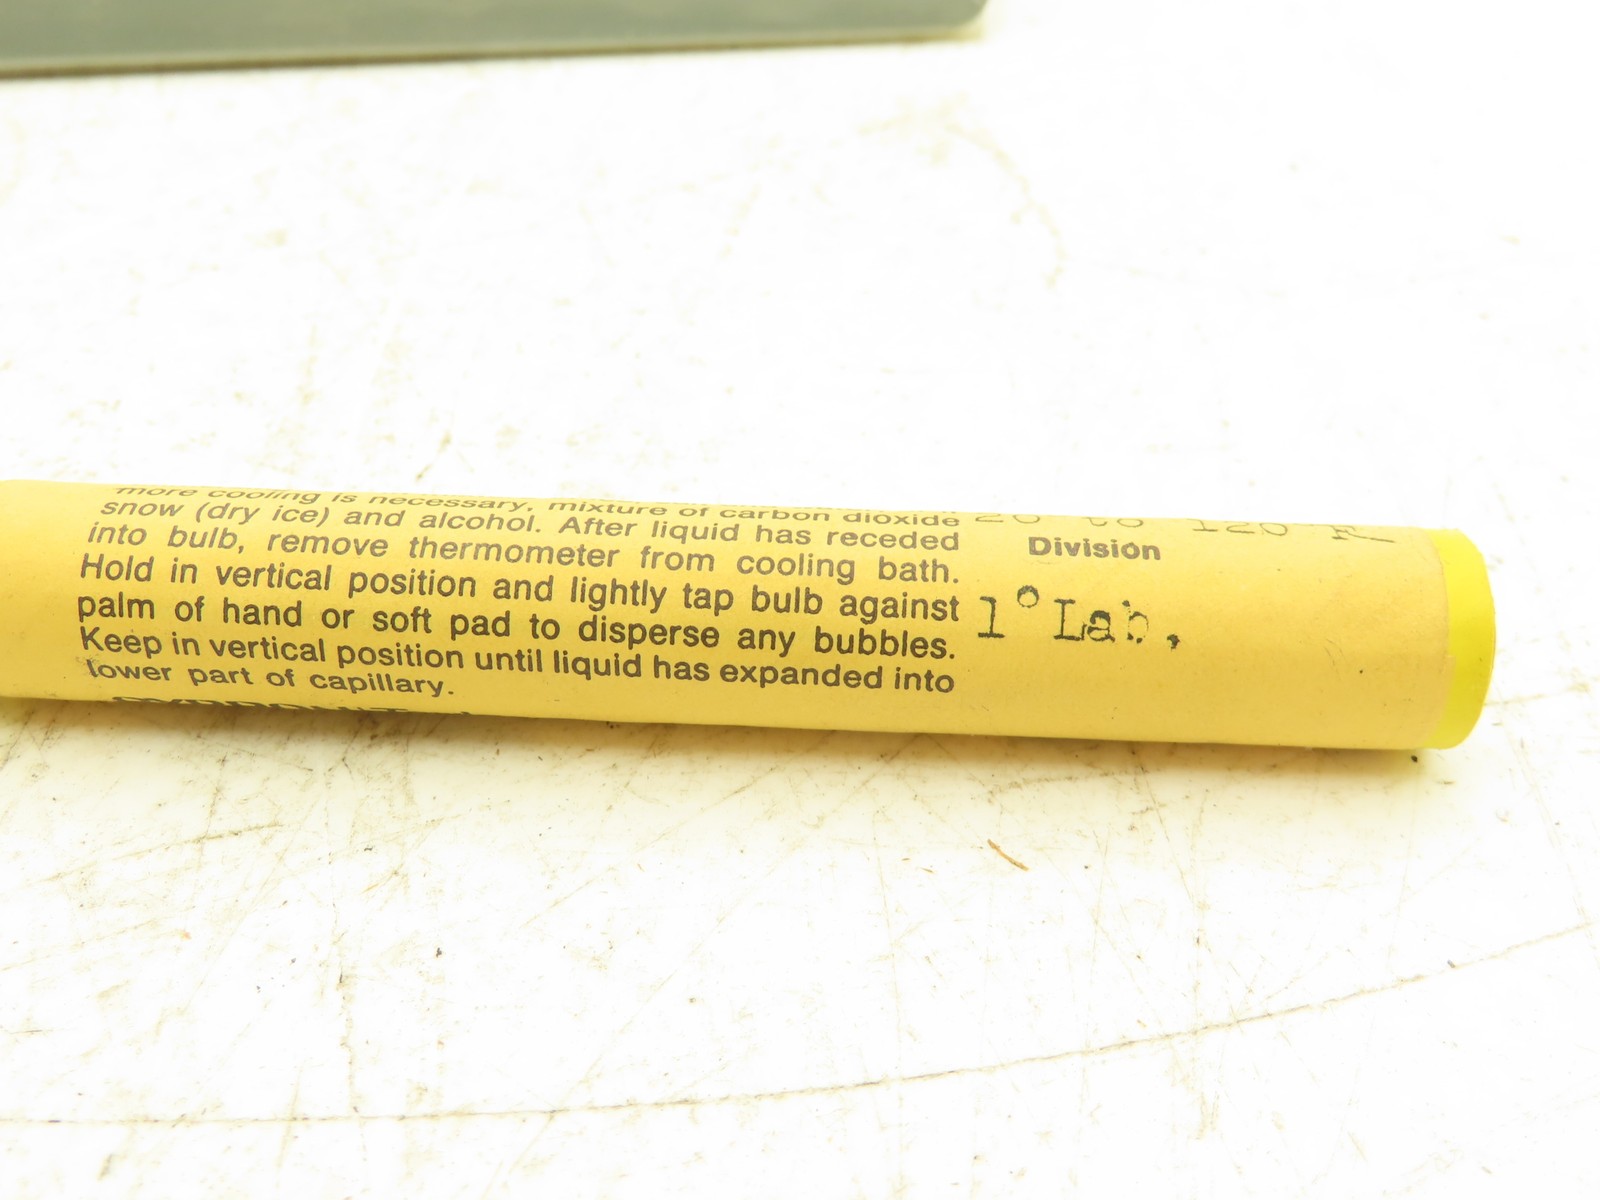 more cooling is necessary, mixture of carbon dioxide
snow (dry ice) and alcohol. After liquid has receded
into bulb, remove thermometer from cooling bath.
Hold in vertical position and lightly tap bulb against
palm of hand or soft pad to disperse any bubbles.
Keep in vertical position until liquid has expanded into
lower part of capillary.
20 to 120 F
Division
1° Lab.